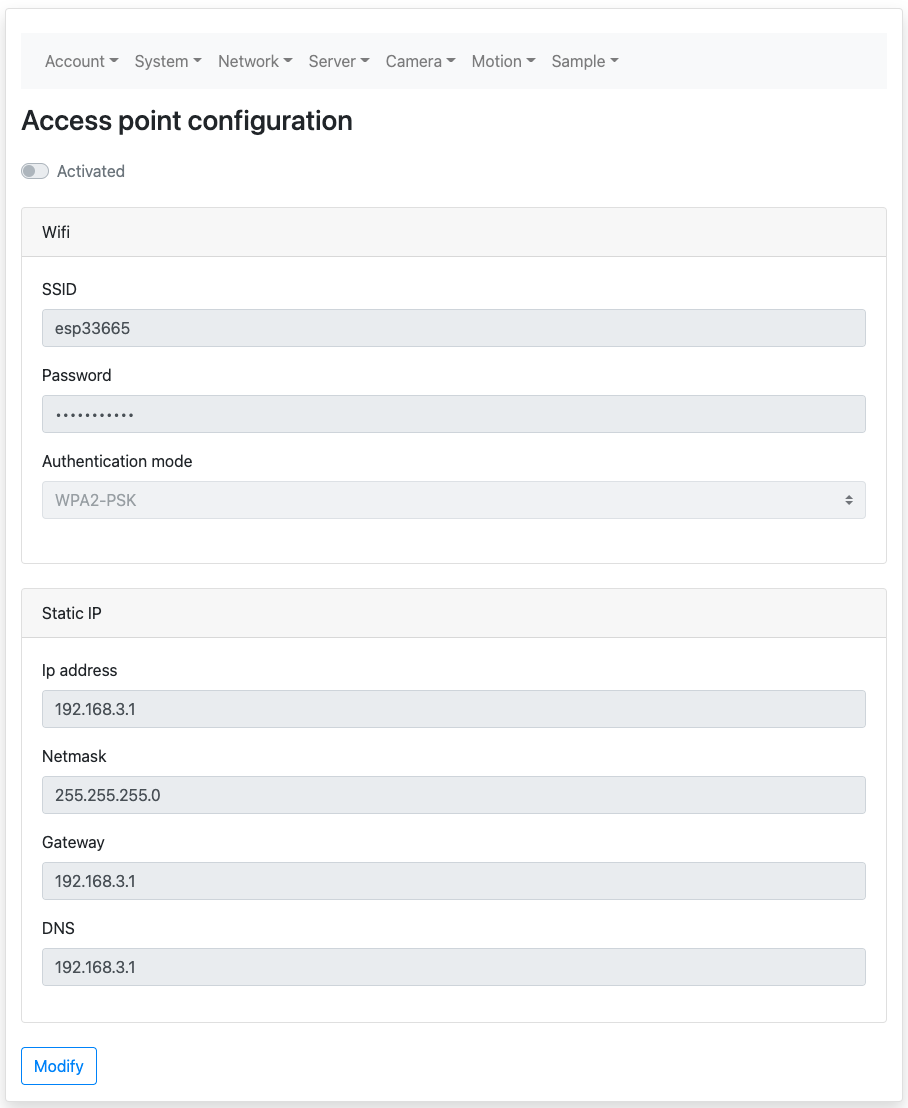 Account System Network Server Camera Motion Sample
Access point configuration
Activated
Wifi
SSID
esp33665
Password
•••••••••••
Authentication mode
WPA2-PSK
Static IP
Ip address
192.168.3.1
Netmask
255.255.255.0
Gateway
192.168.3.1
DNS
192.168.3.1
Modify